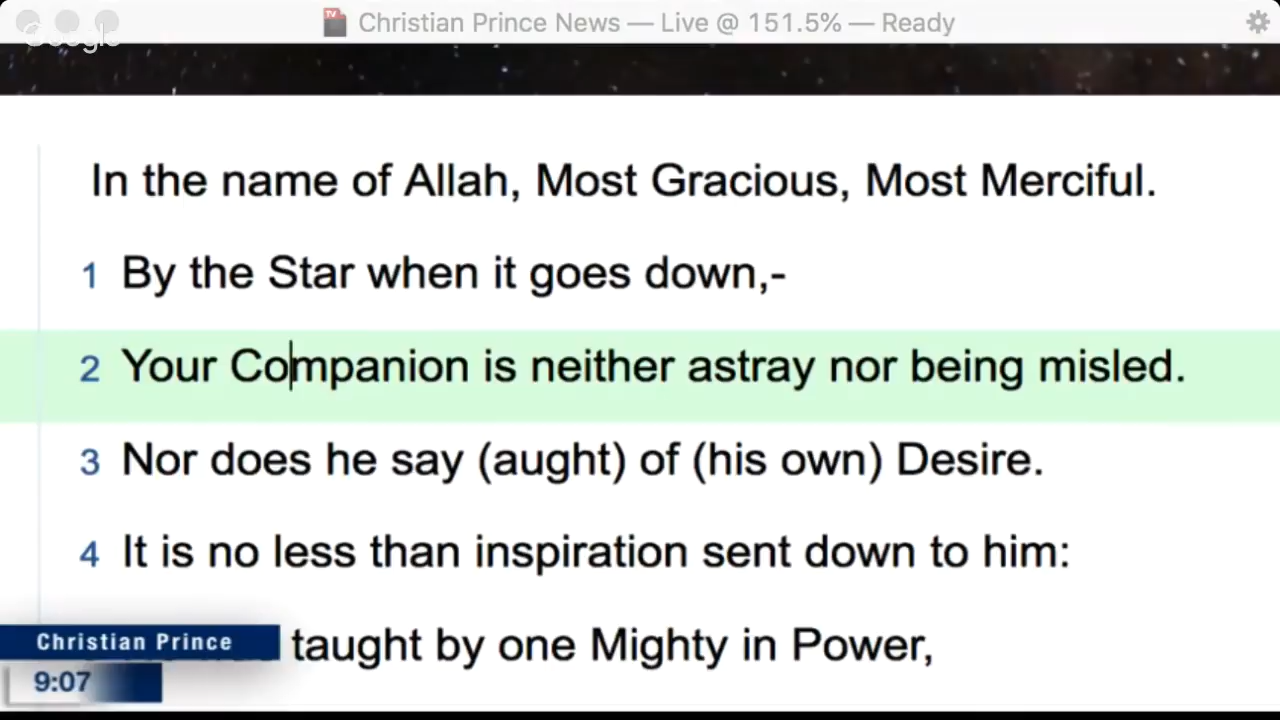 Christian Prince News — Live @ 151.5% — Ready
Google
In the name of Allah, Most Gracious, Most Merciful.
1 By the Star when it goes down,-
2 Your Companion is neither astray nor being misled.
3 Nor does he say (aught) of (his own) Desire.
4 It is no less than inspiration sent down to him:
taught by one Mighty in Power,
Christian Prince
9:07